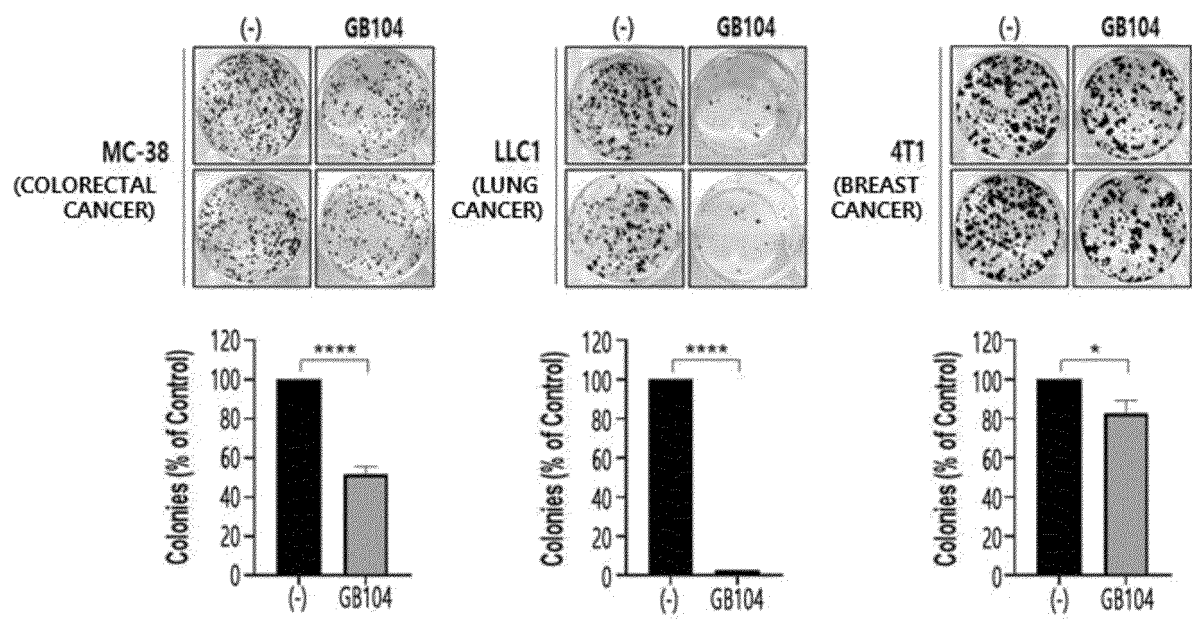 (-) GB104 (-) GB104 (-) GB104
MC-38
(COLORECTAL
CANCER)
LLC1
(LUNG
CANCER)
4T1
(BREAST
CANCER)
Colonies (% of Control)
120
100
80
60
40
20
0
****
(-) GB104
Colonies (% of Control)
120
100
80
60
40
20
0
****
(-) GB104
Colonies (% of Control)
120
100
80
60
40
20
0
*
(-) GB104